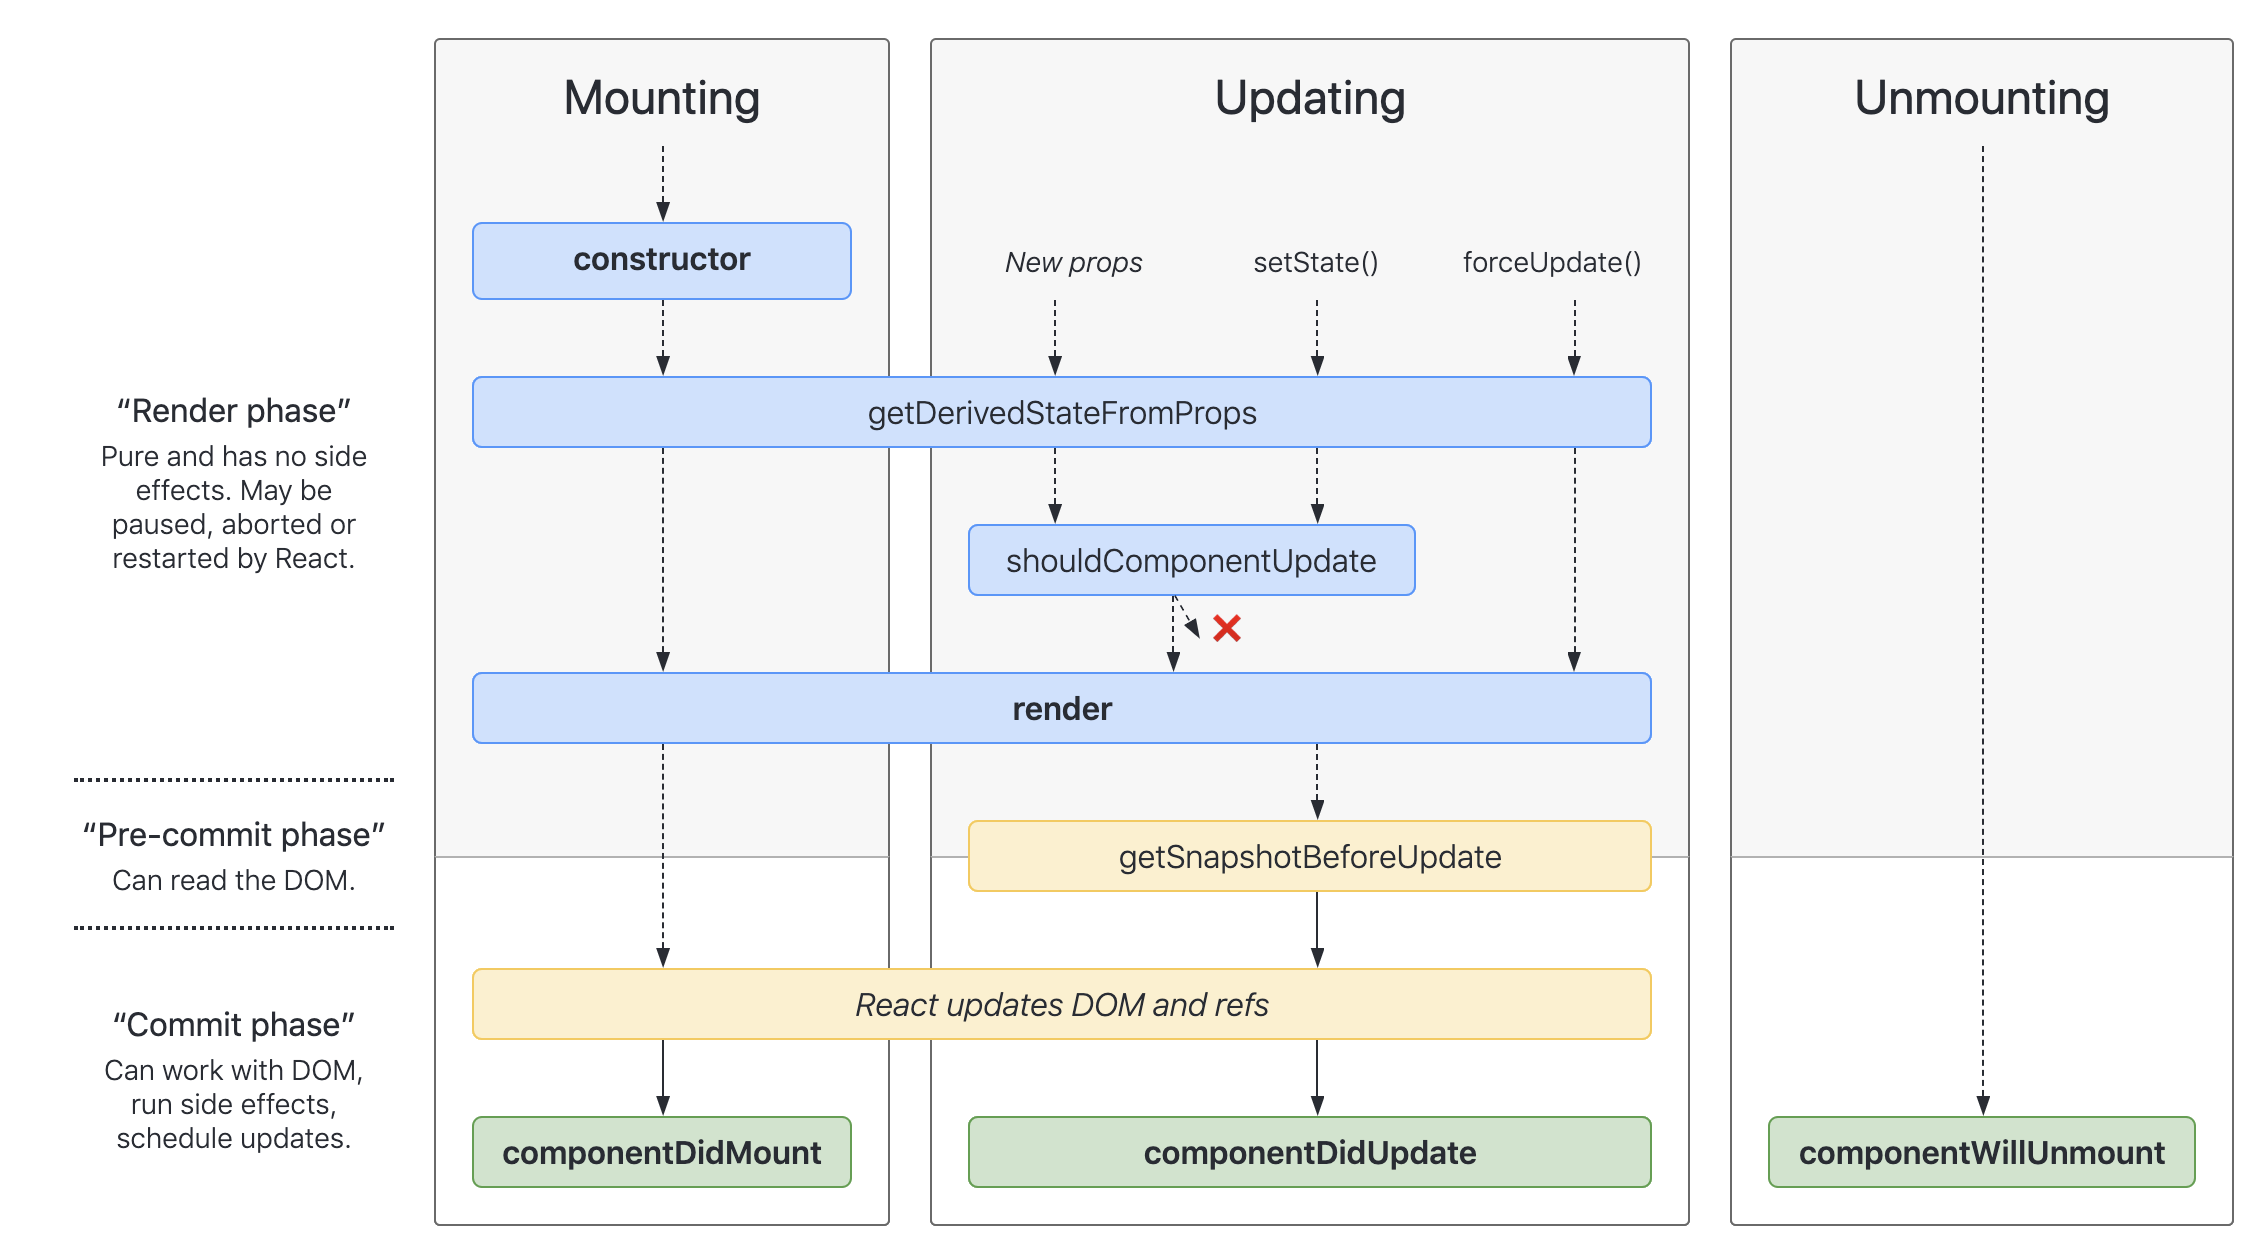 Mounting
Updating
Unmounting
constructor
New props
setState()
forceUpdate()
“Render phase”
Pure and has no side
effects. May be
paused, aborted or
restarted by React.
getDerivedStateFromProps
shouldComponentUpdate
render
“Pre-commit phase”
Can read the DOM.
getSnapshotBeforeUpdate
“Commit phase”
Can work with DOM,
run side effects,
schedule updates.
React updates DOM and refs
componentDidMount
componentDidUpdate
componentWillUnmount